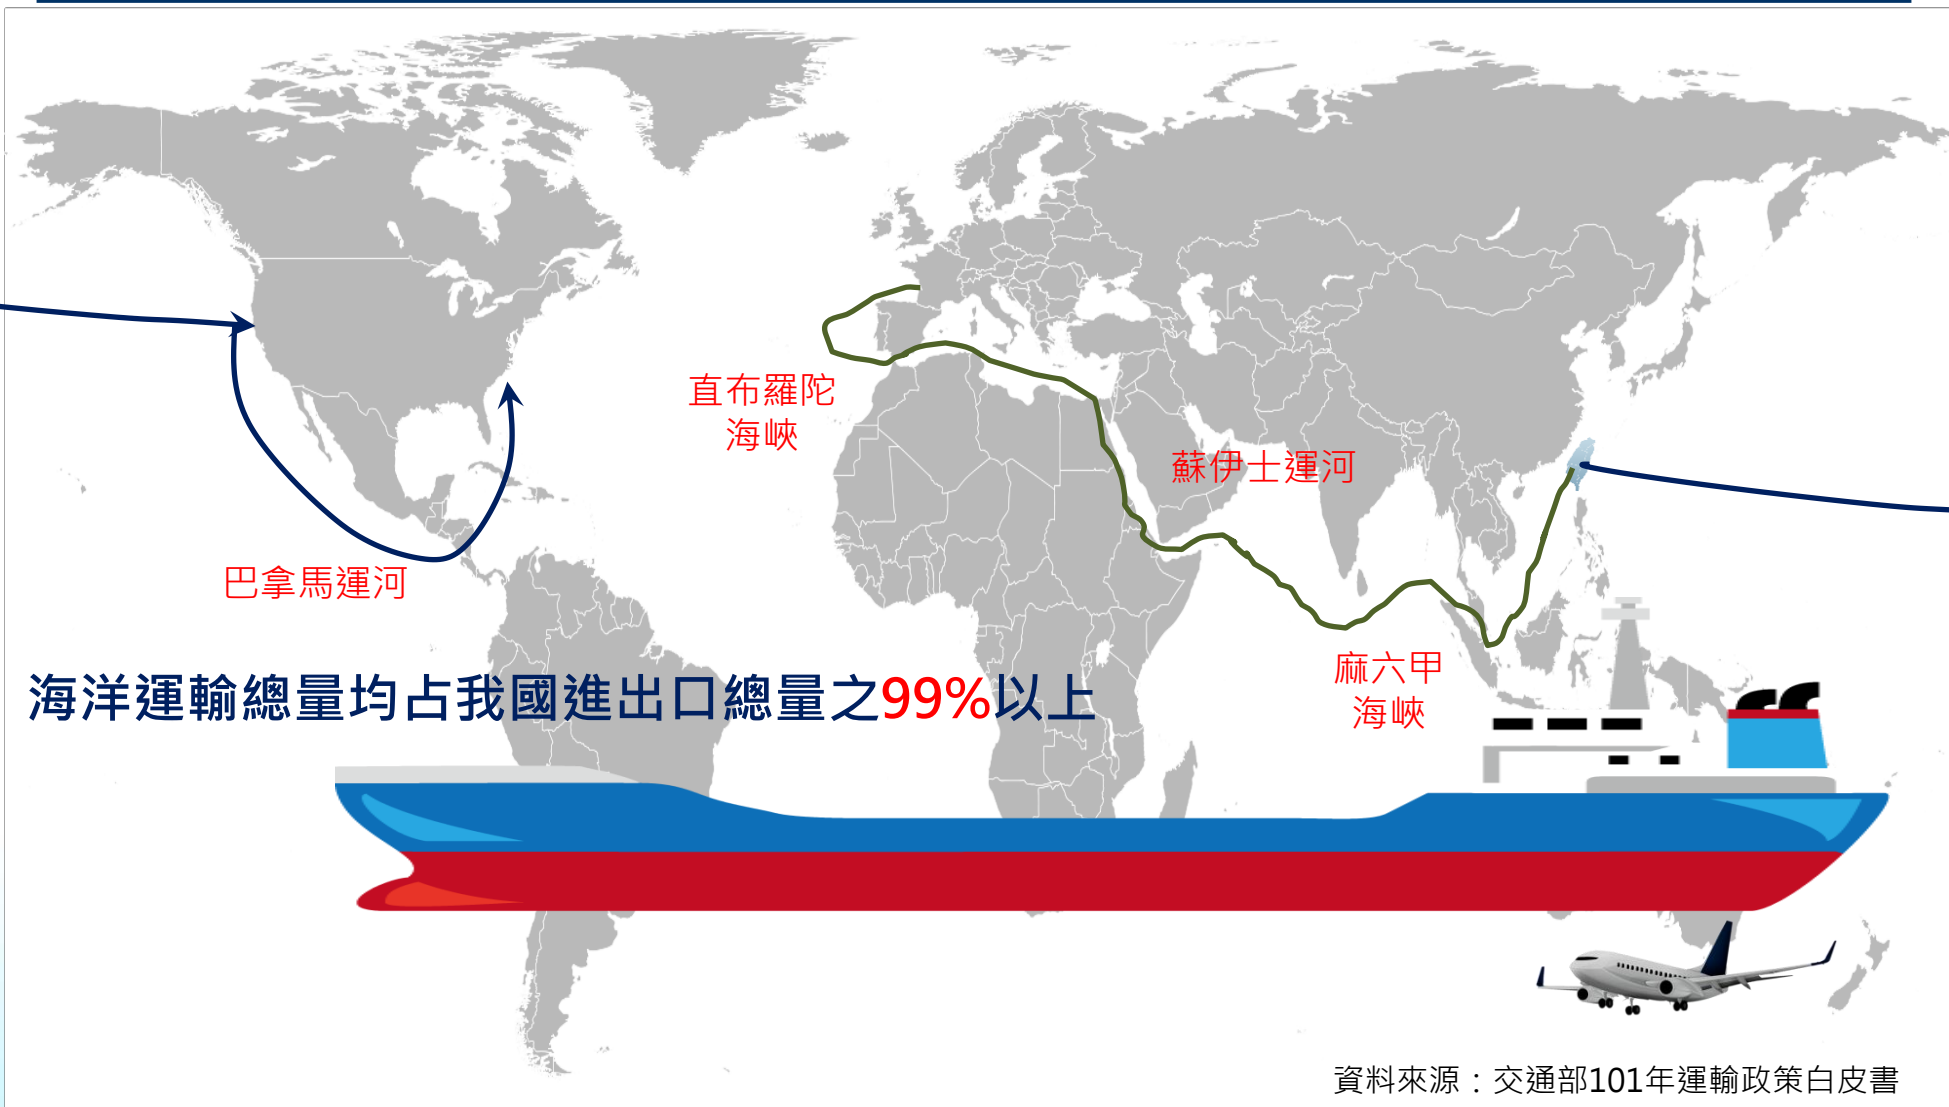 直布羅陀
海峽
蘇伊士運河
巴拿馬運河
麻六甲
海峽
海洋運輸總量均占我國進出口總量之99%以上
資料來源：交通部101年運輸政策白皮書